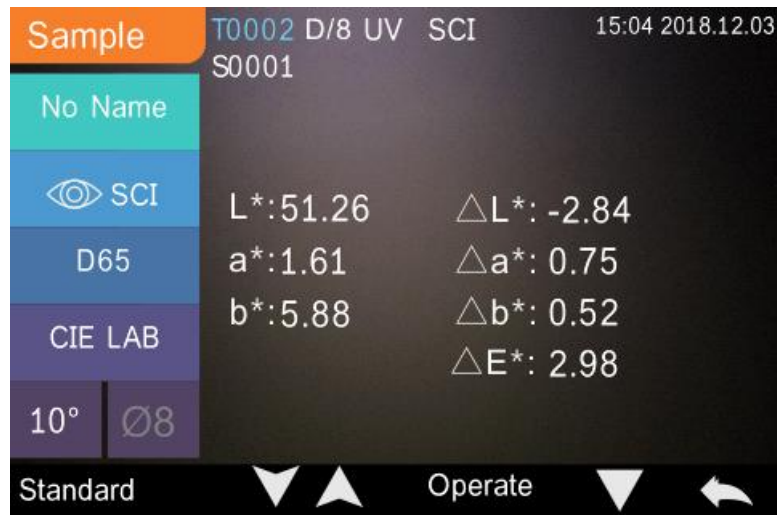 Sample
T0002 D/8 UV SCI
15:04 2018.12.03
S0001
No Name
SCI
D65
CIE LAB
10°
Ø8
L*:51.26
△L*: -2.84
a*:1.61
△a*: 0.75
b*:5.88
△b*: 0.52
△E*: 2.98
Standard
Operate